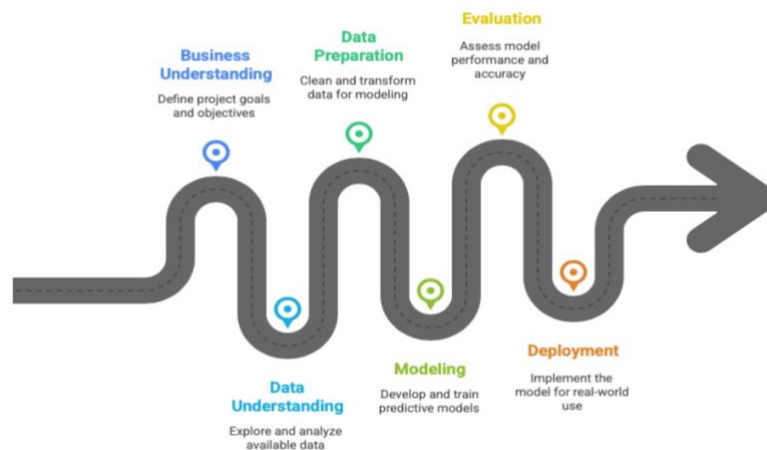 Business
Understanding
Define project goals
and objectives
Data
Understanding
Explore and analyze
available data
Data
Preparation
Clean and transform
data for modeling
Modeling
Develop and train
predictive models
Evaluation
Assess model
performance and
accuracy
Deployment
Implement the
model for real-world
use